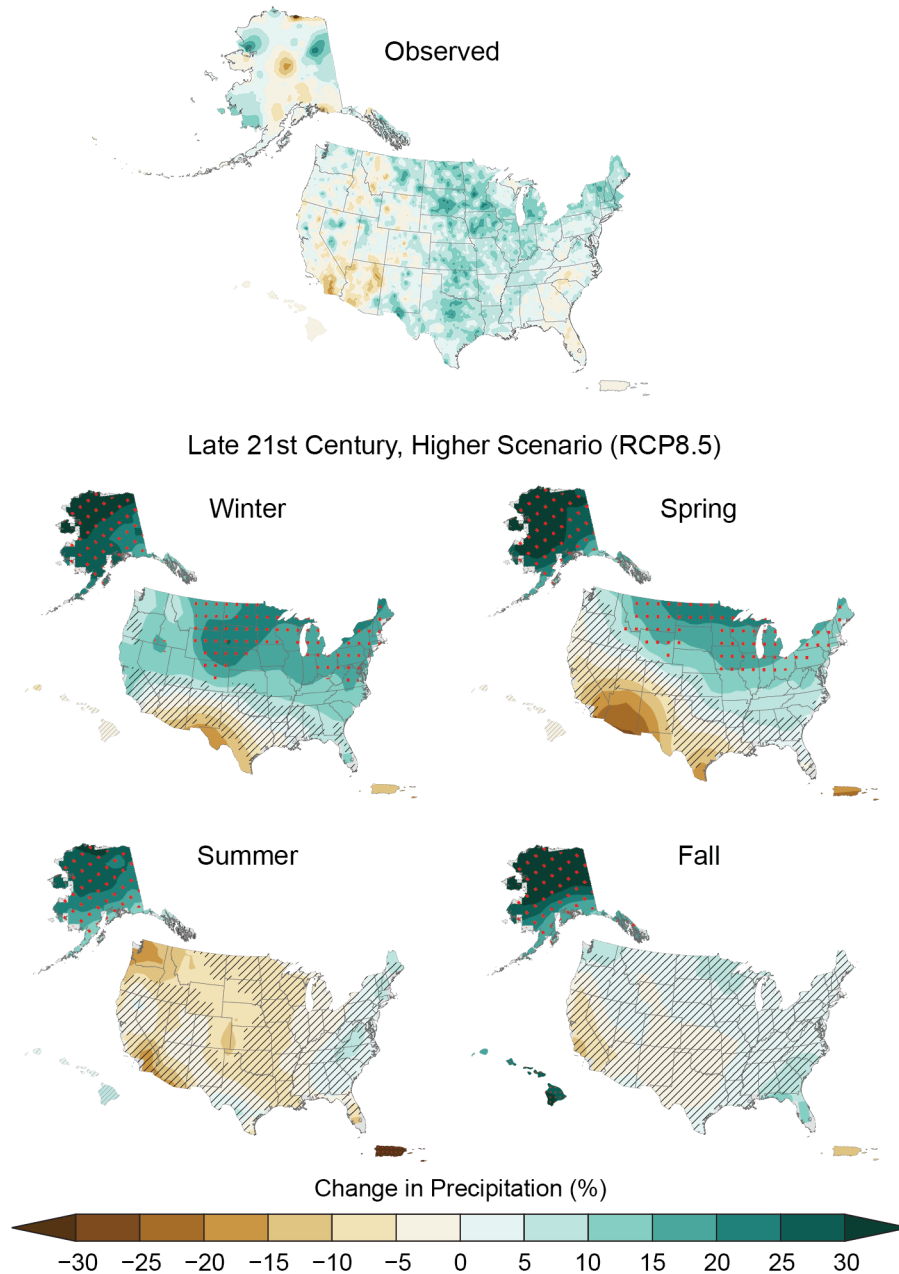 Observed
Late 21st Century, Higher Scenario (RCP8.5)
Winter
Spring
Summer
Fall
Change in Precipitation (%)
−30 −25 −20 −15 −10 −5 0 5 10 15 20 25 30